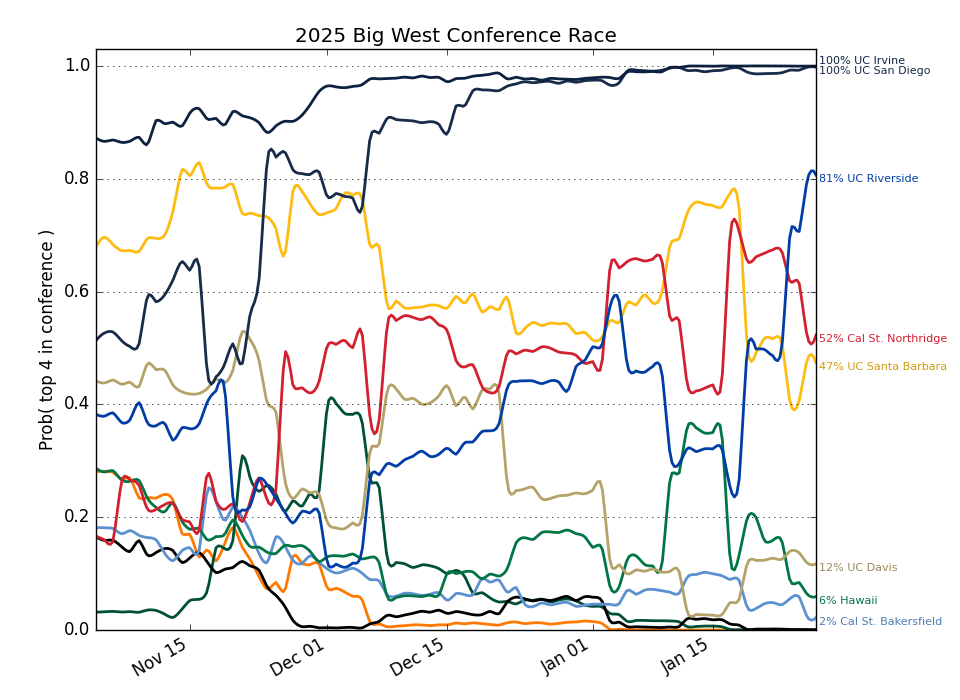 2025 Big West Conference Race
Prob( top 4 in conference )
1.0
0.8
0.6
0.4
0.2
0.0
Nov 15
Dec 01
Dec 15
Jan 01
Jan 15
100% UC Irvine
100% UC San Diego
81% UC Riverside
52% Cal St. Northridge
47% UC Santa Barbara
12% UC Davis
6% Hawaii
2% Cal St. Bakersfield